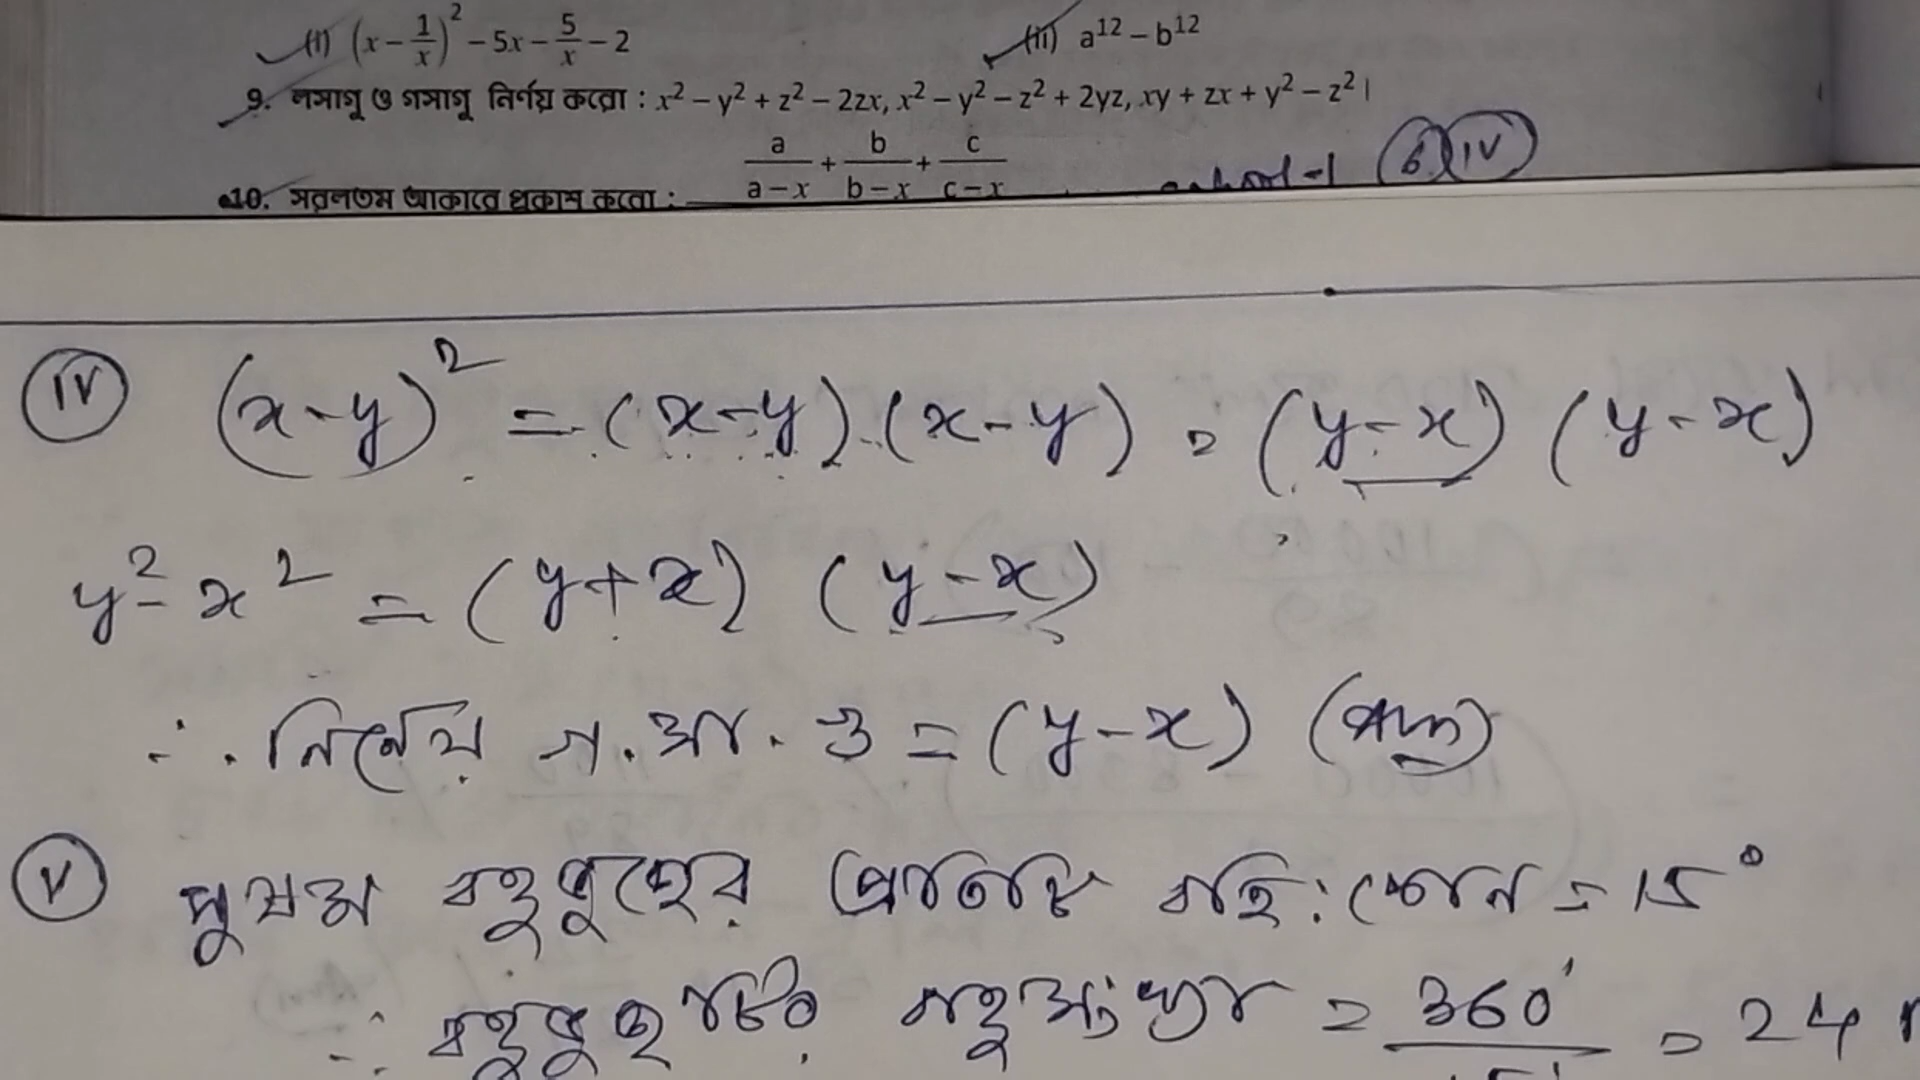 (i) (x − 1/x)² − 5x − 5/x − 2 (ii) a¹² − b¹²
9. লসাগু ও গসাগু নির্ণয় করো : x² − y² + z² − 2zx, x² − y² − z² + 2yz, xy + zx + y² − z²।
10. সরলতম আকারে প্রকাশ করো : a/(a − x) + b/(b − x) + c/(c − x) 6 iv
iv (x-y)² = (x-y)(x-y) = (y-x)(y-x)
y² - x² = (y+x)(y-x)
∴ নির্ণেয় গ.সা.গু = (y-x) (Ans)
v সুষম বহুভুজের প্রতিটি বহিঃকোণ = 15°
∴ বহুভুজটির বাহুসংখ্যা = 360/15 = 24